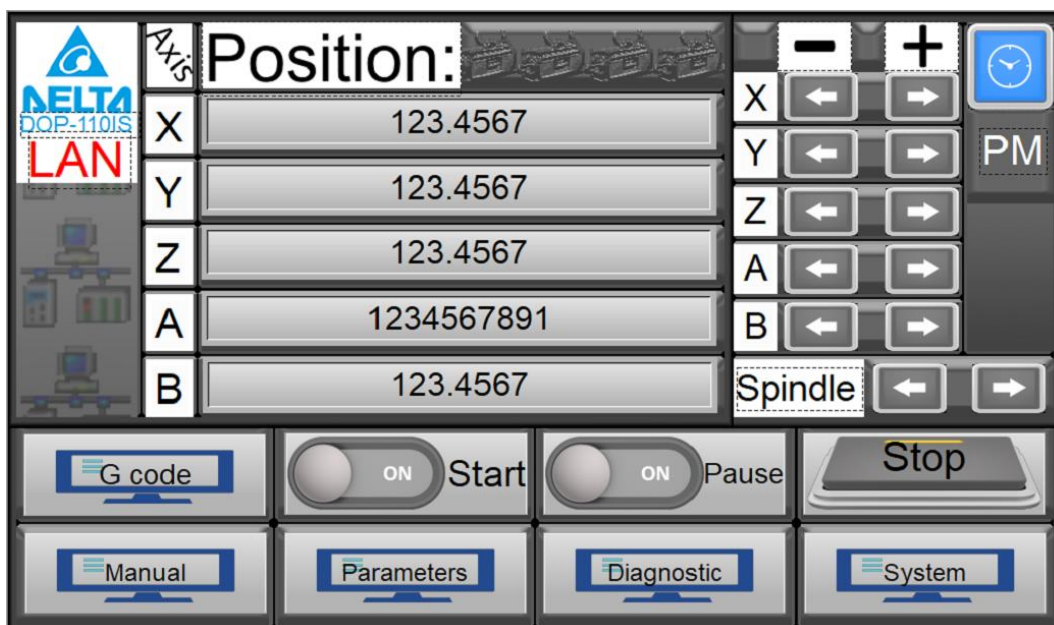 DELTA
DOP-110IS
LAN
Axis
Position:
X 123.4567
Y 123.4567
Z 123.4567
A 1234567891
B 123.4567
- +
X
Y
Z
A
B
Spindle
PM
G code
ON Start
ON Pause
Stop
Manual
Parameters
Diagnostic
System